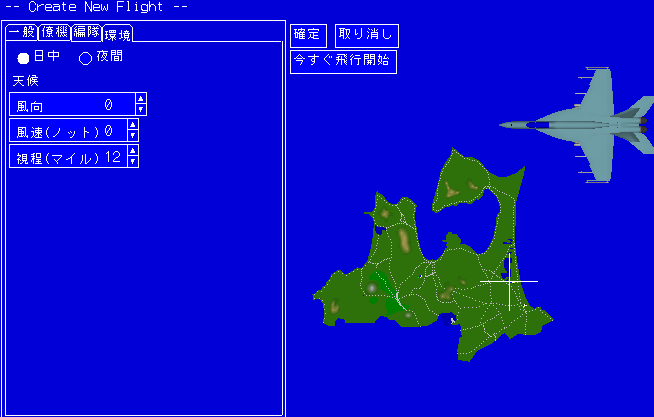 -- Create New Flight --
一般 僚機 編隊 環境
確定 取り消し
日中 夜間
今すぐ飛行開始
天候
風向 0
風速(ノット) 0
視程(マイル) 12